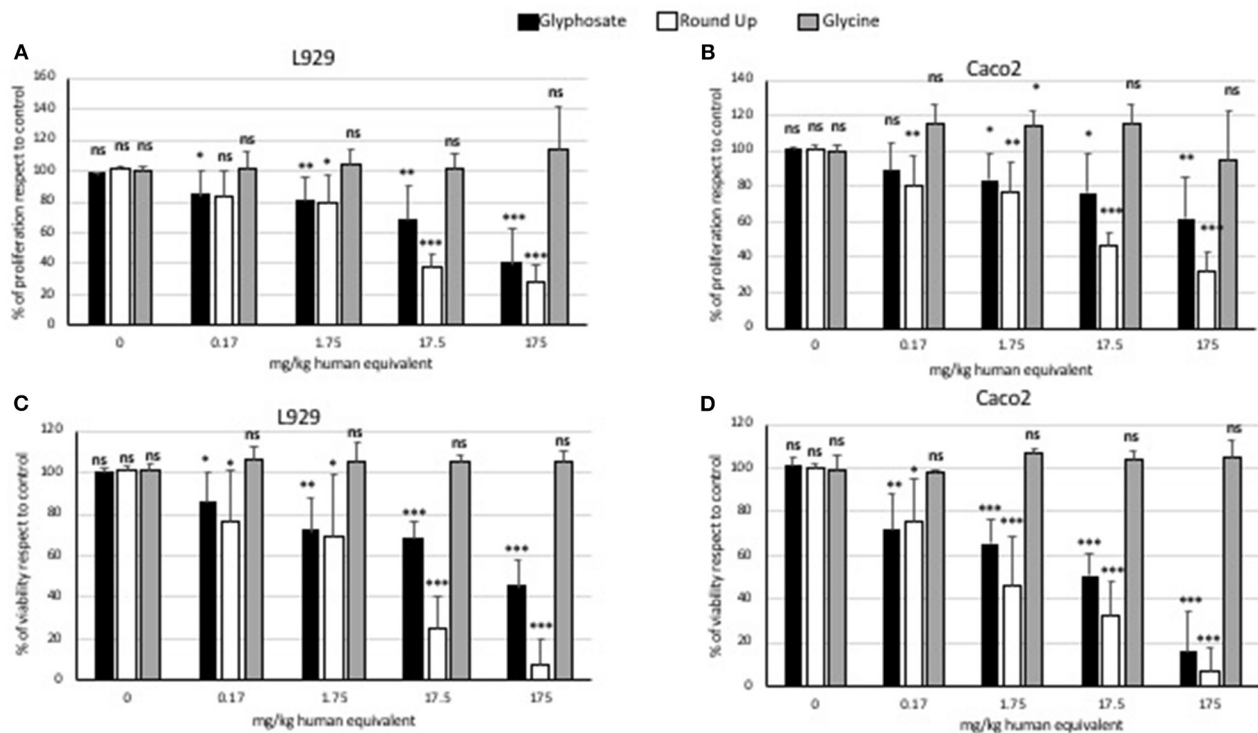 Glyphosate Round Up Glycine
A
L929
% of proliferation respect to control
160
140
120
100
80
60
40
20
0
ns ns ns
* ns ns
** * ns
** *** ns
*** *** ns
0 0.17 1.75 17.5 175
mg/kg human equivalent
B
Caco2
% of proliferation respect to control
140
120
100
80
60
40
20
0
ns ns ns
ns ** ns
* ** *
* *** ns
** *** ns
0 0.17 1.75 17.5 175
mg/kg human equivalent
C
L929
% of viability respect to control
120
100
80
60
40
20
0
ns ns ns
* * ns
** * ns
*** *** ns
*** *** ns
0 0.17 1.75 17.5 175
mg/kg human equivalent
D
Caco2
% of viability respect to control
120
100
80
60
40
20
0
ns ns ns
** * ns
*** *** ns
*** *** ns
*** *** ns
0 0.17 1.75 17.5 175
mg/kg human equivalent